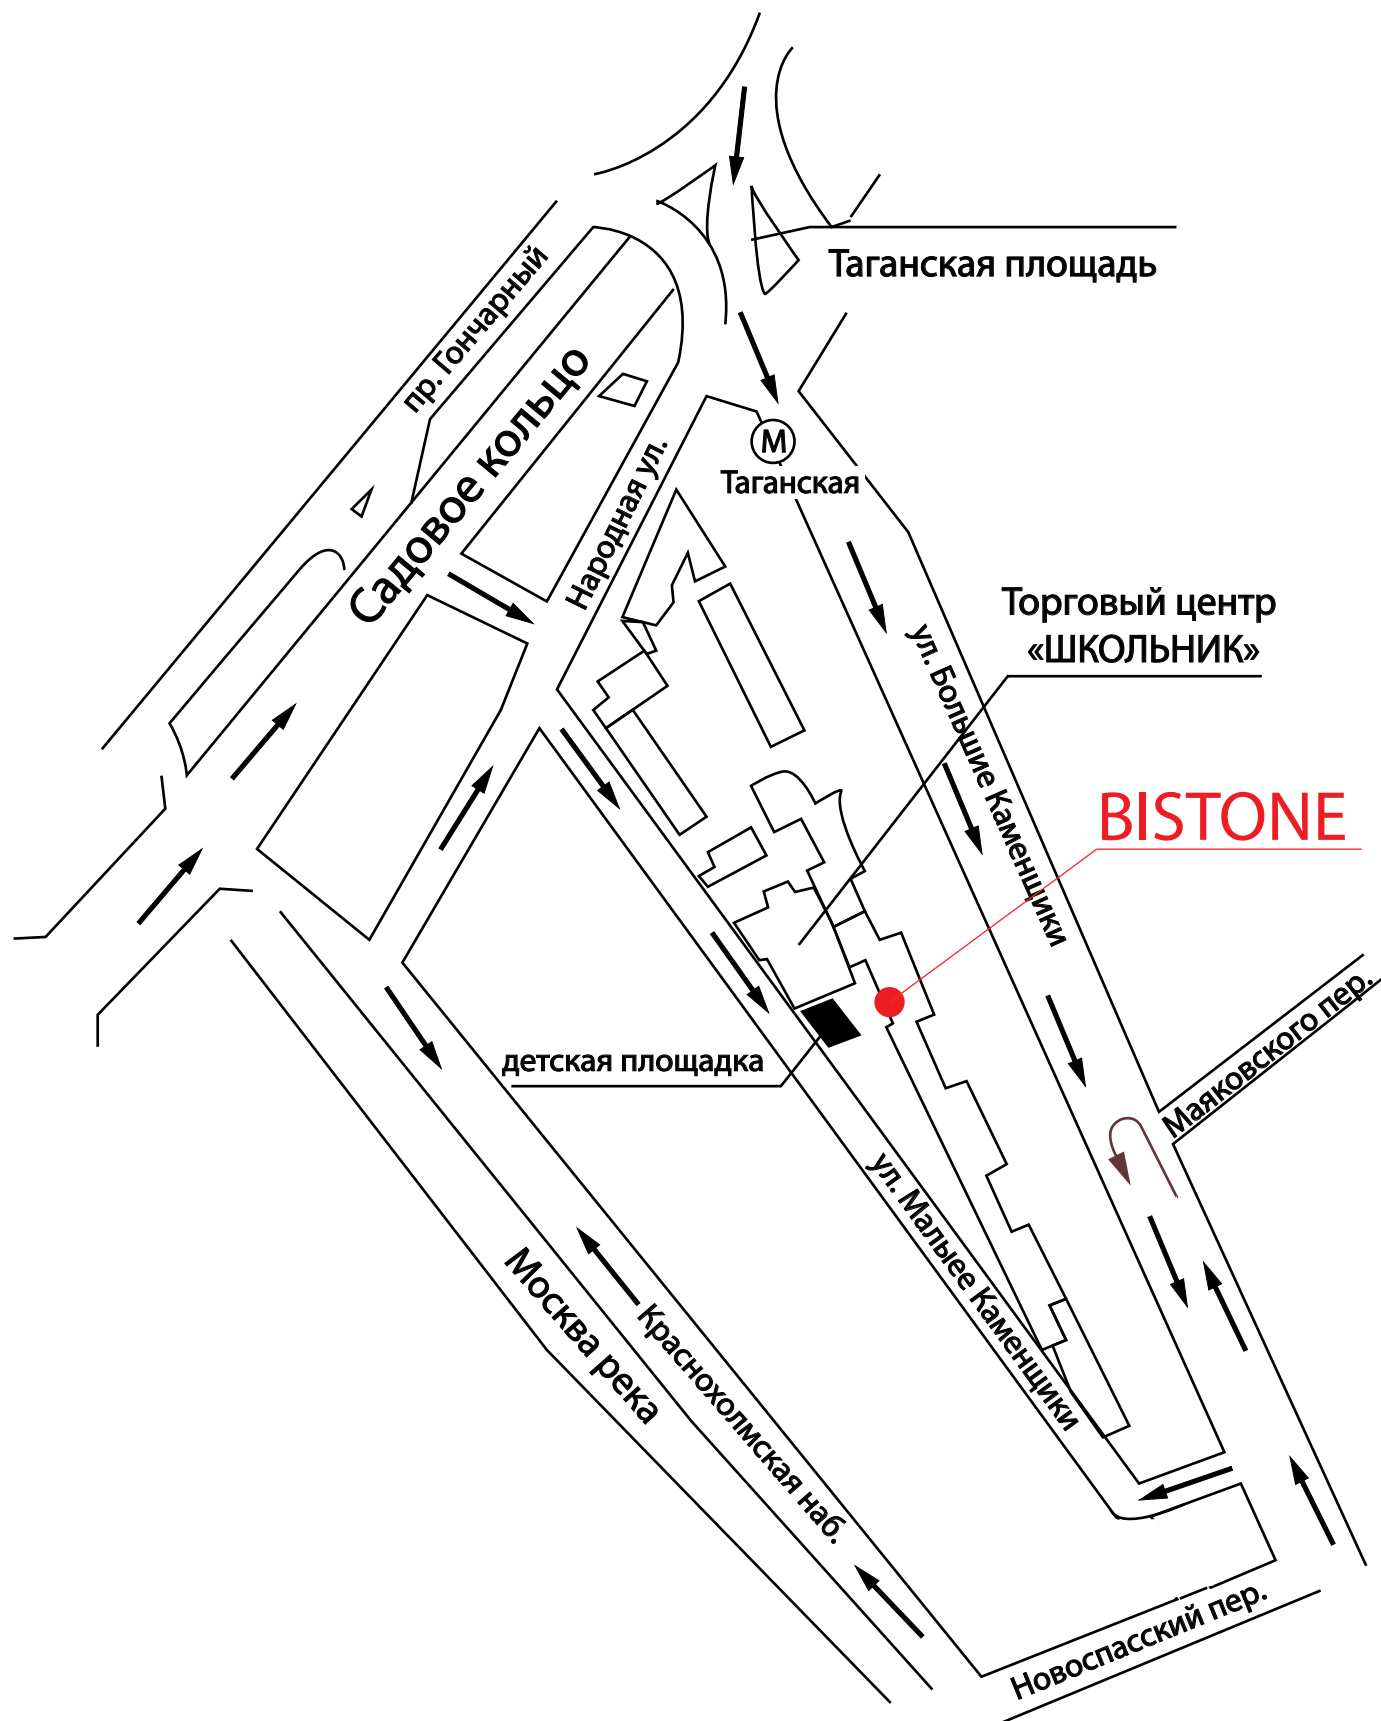 Таганская площадь
пр. Гончарный
Садовое кольцо
Народная ул.
М
Таганская
Торговый центр
«ШКОЛЬНИК»
ул. Большие Каменщики
BISTONE
Маяковского пер.
детская площадка
ул. Малыее Каменщики
Москва река
Краснохолмская наб.
Новоспасский пер.